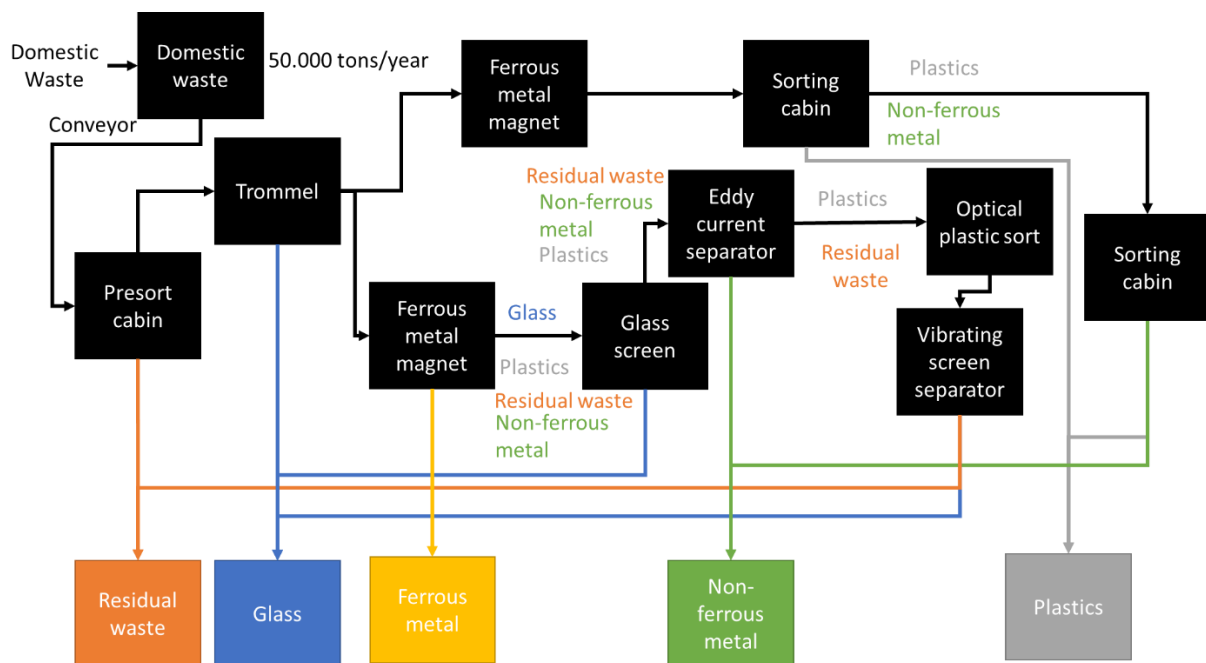 Domestic
Waste
Domestic
waste
50.000 tons/year
Conveyor
Ferrous
metal
magnet
Sorting
cabin
Plastics
Non-ferrous
metal
Trommel
Residual waste
Non-ferrous
metal
Plastics
Eddy
current
separator
Plastics
Residual
waste
Optical
plastic sort
Sorting
cabin
Presort
cabin
Ferrous
metal
magnet
Glass
Plastics
Residual waste
Non-ferrous
metal
Glass
screen
Vibrating
screen
separator
Residual
waste
Glass
Ferrous
metal
Non-
ferrous
metal
Plastics